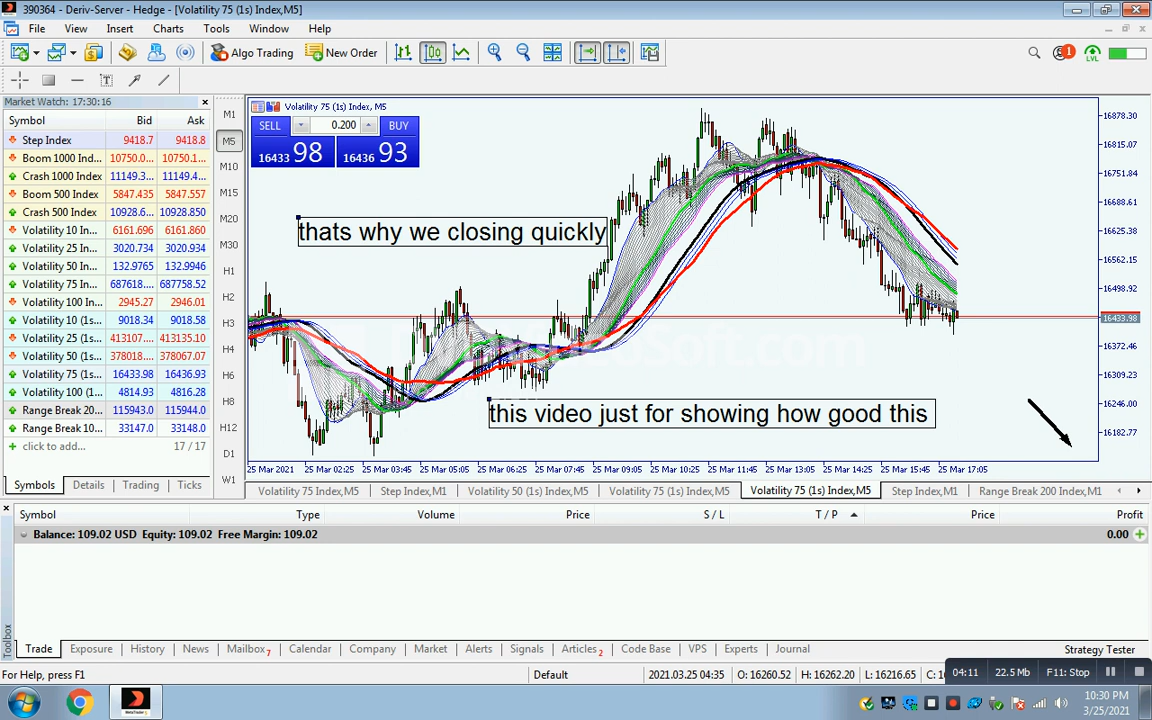 390364 - Deriv-Server - Hedge - [Volatility 75 (1s) Index,M5]
File View Insert Charts Tools Window Help
Algo Trading New Order 1 LVL
Market Watch: 17:30:16
Symbol Bid Ask
Step Index 9418.7 9418.8
Boom 1000 Ind... 10750.0... 10750.1...
Crash 1000 Index 11149.3... 11149.6...
Boom 500 Index 5847.435 5847.557
Crash 500 Index 10928.6... 10928.850
Volatility 10 In... 6161.696 6161.860
Volatility 25 In... 3020.734 3020.934
Volatility 50 In... 132.9765 132.9946
Volatility 75 In... 687618.... 687758.52
Volatility 100 In... 2945.27 2946.01
Volatility 10 (1s... 9018.34 9018.58
Volatility 25 (1s... 413107.... 413135.10
Volatility 50 (1s... 378018.... 378067.07
Volatility 75 (1s... 16433.98 16436.93
Volatility 100 (1... 4814.93 4816.28
Range Break 20... 115943.0 115944.0
Range Break 10... 33147.0 33148.0
click to add... 17 / 17
Symbols Details Trading Ticks
M1
M5
M10
M15
M20
M30
H1
H2
H3
H4
H6
H8
H12
D1
W1
Volatility 75 (1s) Index, M5
SELL 0.200 BUY
16433 98 16436 93
thats why we closing quickly
this video just for showing how good this
16878.30
16815.07
16751.84
16688.61
16625.38
16562.15
16498.92
16433.98
16372.46
16309.23
16246.00
16182.77
25 Mar 2021 25 Mar 02:25 25 Mar 03:45 25 Mar 05:05 25 Mar 06:25 25 Mar 07:45 25 Mar 09:05 25 Mar 10:25 25 Mar 11:45 25 Mar 13:05 25 Mar 14:25 25 Mar 15:45 25 Mar 17:05
Volatility 75 Index,M5 Step Index,M1 Volatility 50 (1s) Index,M5 Volatility 75 (1s) Index,M5 Volatility 75 (1s) Index,M5 Step Index,M1 Range Break 200 Index,M1
Symbol Type Volume Price S / L T / P Price Profit
Balance: 109.02 USD Equity: 109.02 Free Margin: 109.02 0.00
Toolbox
Trade Exposure History News Mailbox 7 Calendar Company Market Alerts Signals Articles 2 Code Base VPS Experts Journal Strategy Tester
For Help, press F1 Default 2021.03.25 04:35 O: 16260.52 H: 16262.20 L: 16216.65 C: 16
04:11 22.5 Mb F11: Stop
10:30 PM
3/25/2021